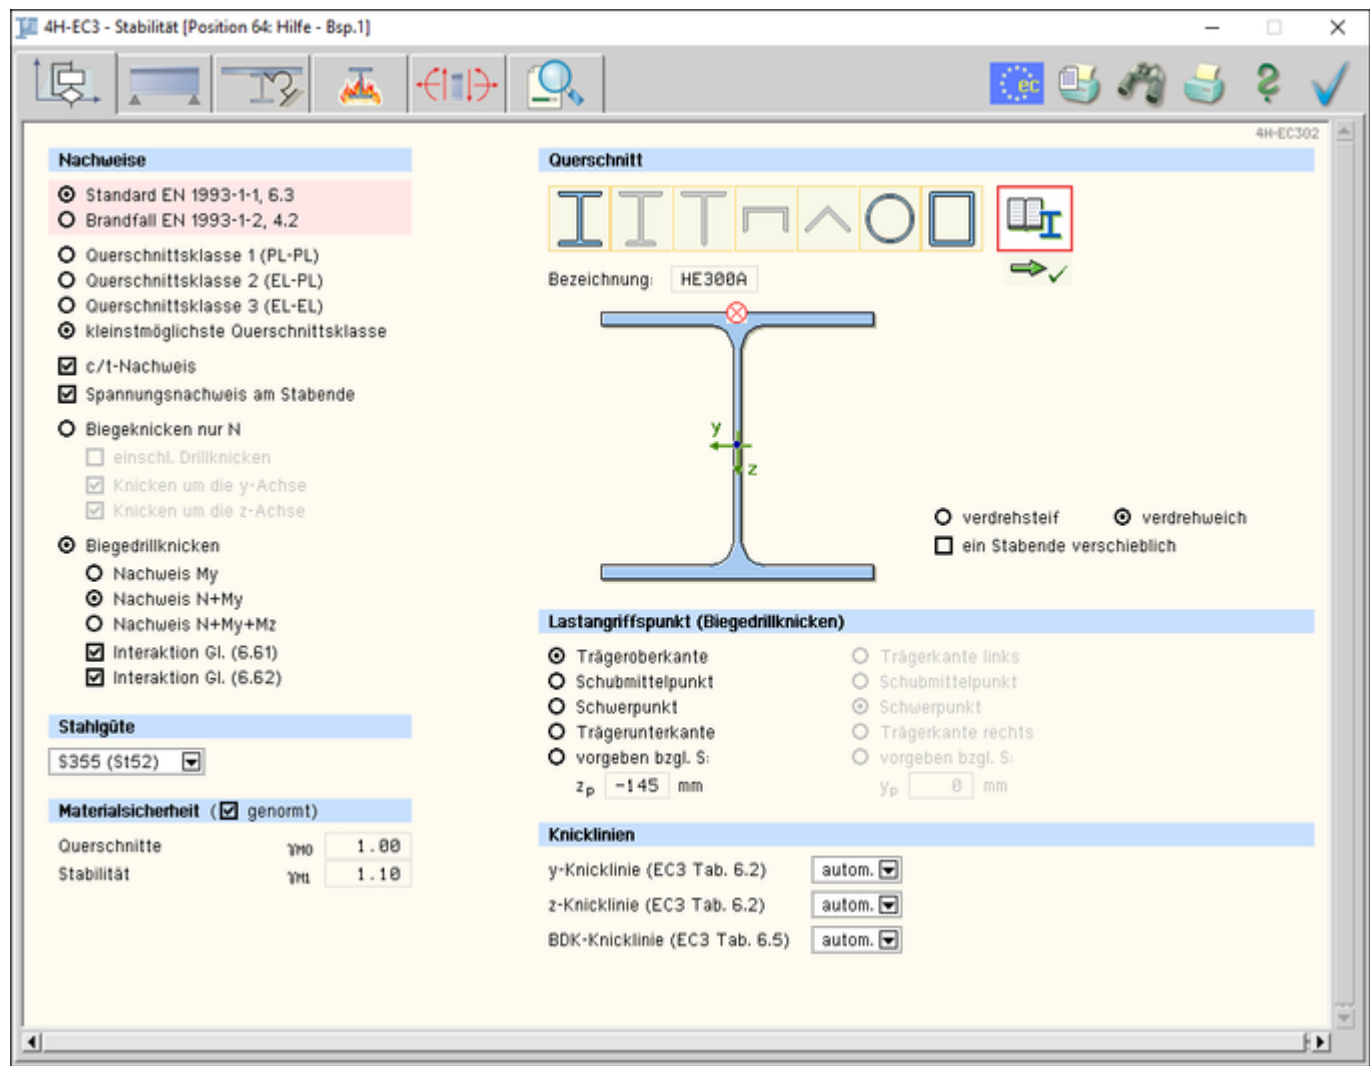 4H-EC3 - Stabilität [Position 64: Hilfe - Bsp.1]
ec
4H-EC302
Nachweise
Standard EN 1993-1-1, 6.3
Brandfall EN 1993-1-2, 4.2
Querschnittsklasse 1 (PL-PL)
Querschnittsklasse 2 (EL-PL)
Querschnittsklasse 3 (EL-EL)
kleinstmöglichste Querschnittsklasse
c/t-Nachweis
Spannungsnachweis am Stabende
Biegeknicken nur N
einschl. Drillknicken
Knicken um die y-Achse
Knicken um die z-Achse
Biegedrillknicken
Nachweis My
Nachweis N+My
Nachweis N+My+Mz
Interaktion Gl. (6.61)
Interaktion Gl. (6.62)
Stahlgüte
S355 (St52)
Materialsicherheit ( genormt)
Querschnitte γM0 1.00
Stabilität γM1 1.10
Querschnitt
Bezeichnung: HE300A
y
z
verdrehsteif verdrehweich
ein Stabende verschieblich
Lastangriffspunkt (Biegedrillknicken)
Trägeroberkante Trägerkante links
Schubmittelpunkt Schubmittelpunkt
Schwerpunkt Schwerpunkt
Trägerunterkante Trägerkante rechts
vorgeben bzgl. S: vorgeben bzgl. S:
zp -145 mm yp 0 mm
Knicklinien
y-Knicklinie (EC3 Tab. 6.2) autom.
z-Knicklinie (EC3 Tab. 6.2) autom.
BDK-Knicklinie (EC3 Tab. 6.5) autom.